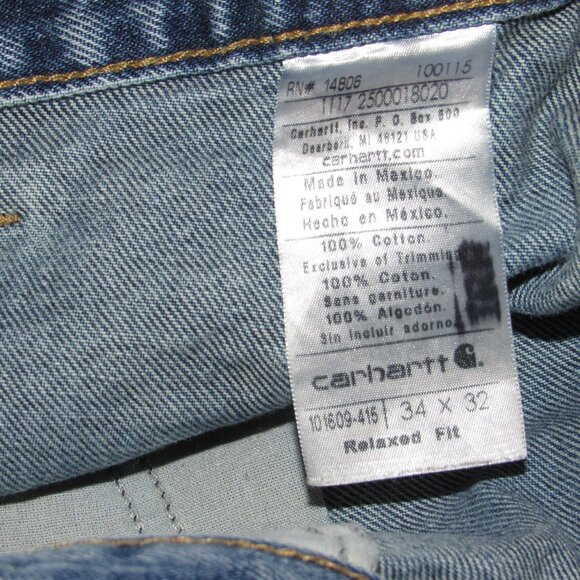 RN# 14806 100115
1117 2500018020
Carhartt, Inc. P. O. Box 600
Dearborn, MI 49121 USA
carhartt.com
Made in Mexico.
Fabriqué au Mexique.
Hecho en México.
100% Cotton.
Exclusive of Trimming
100% Coton.
Sans garniture.
100% Algodón.
Sin incluir adorno.
carhartt
101609-416 34 x 32
Relaxed Fit